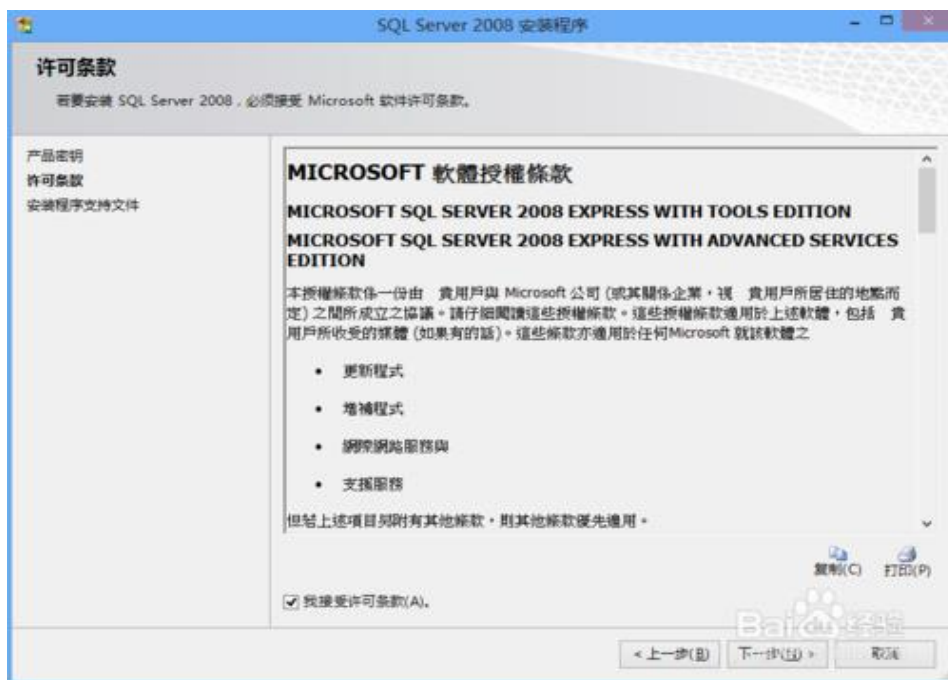 SQL Server 2008 安装程序
许可条款
若要安装 SQL Server 2008，必须接受 Microsoft 软件许可条款。
产品密钥
许可条款
安装程序支持文件
MICROSOFT 軟體授權條款
MICROSOFT SQL SERVER 2008 EXPRESS WITH TOOLS EDITION
MICROSOFT SQL SERVER 2008 EXPRESS WITH ADVANCED SERVICES
EDITION
本授權條款係一份由　貴用戶與 Microsoft 公司 (或其關係企業，視　貴用戶所居住的地點而
定) 之間所成立之協議。請仔細閱讀這些授權條款。這些授權條款適用於上述軟體，包括　貴
用戶所收受的媒體 (如果有的話)。這些條款亦適用於任何Microsoft 就該軟體之
• 更新程式
• 增補程式
• 網際網路服務與
• 支援服務
但若上述項目另附有其他條款，則其他條款優先適用。
复制(C) 打印(P)
我接受许可条款(A)。
Baidu 经验
< 上一步(B) 下一步(N) > 取消